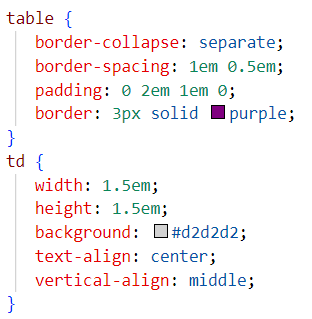 table {
border-collapse: separate;
border-spacing: 1em 0.5em;
padding: 0 2em 1em 0;
border: 3px solid purple;
}
td {
width: 1.5em;
height: 1.5em;
background: #d2d2d2;
text-align: center;
vertical-align: middle;
}